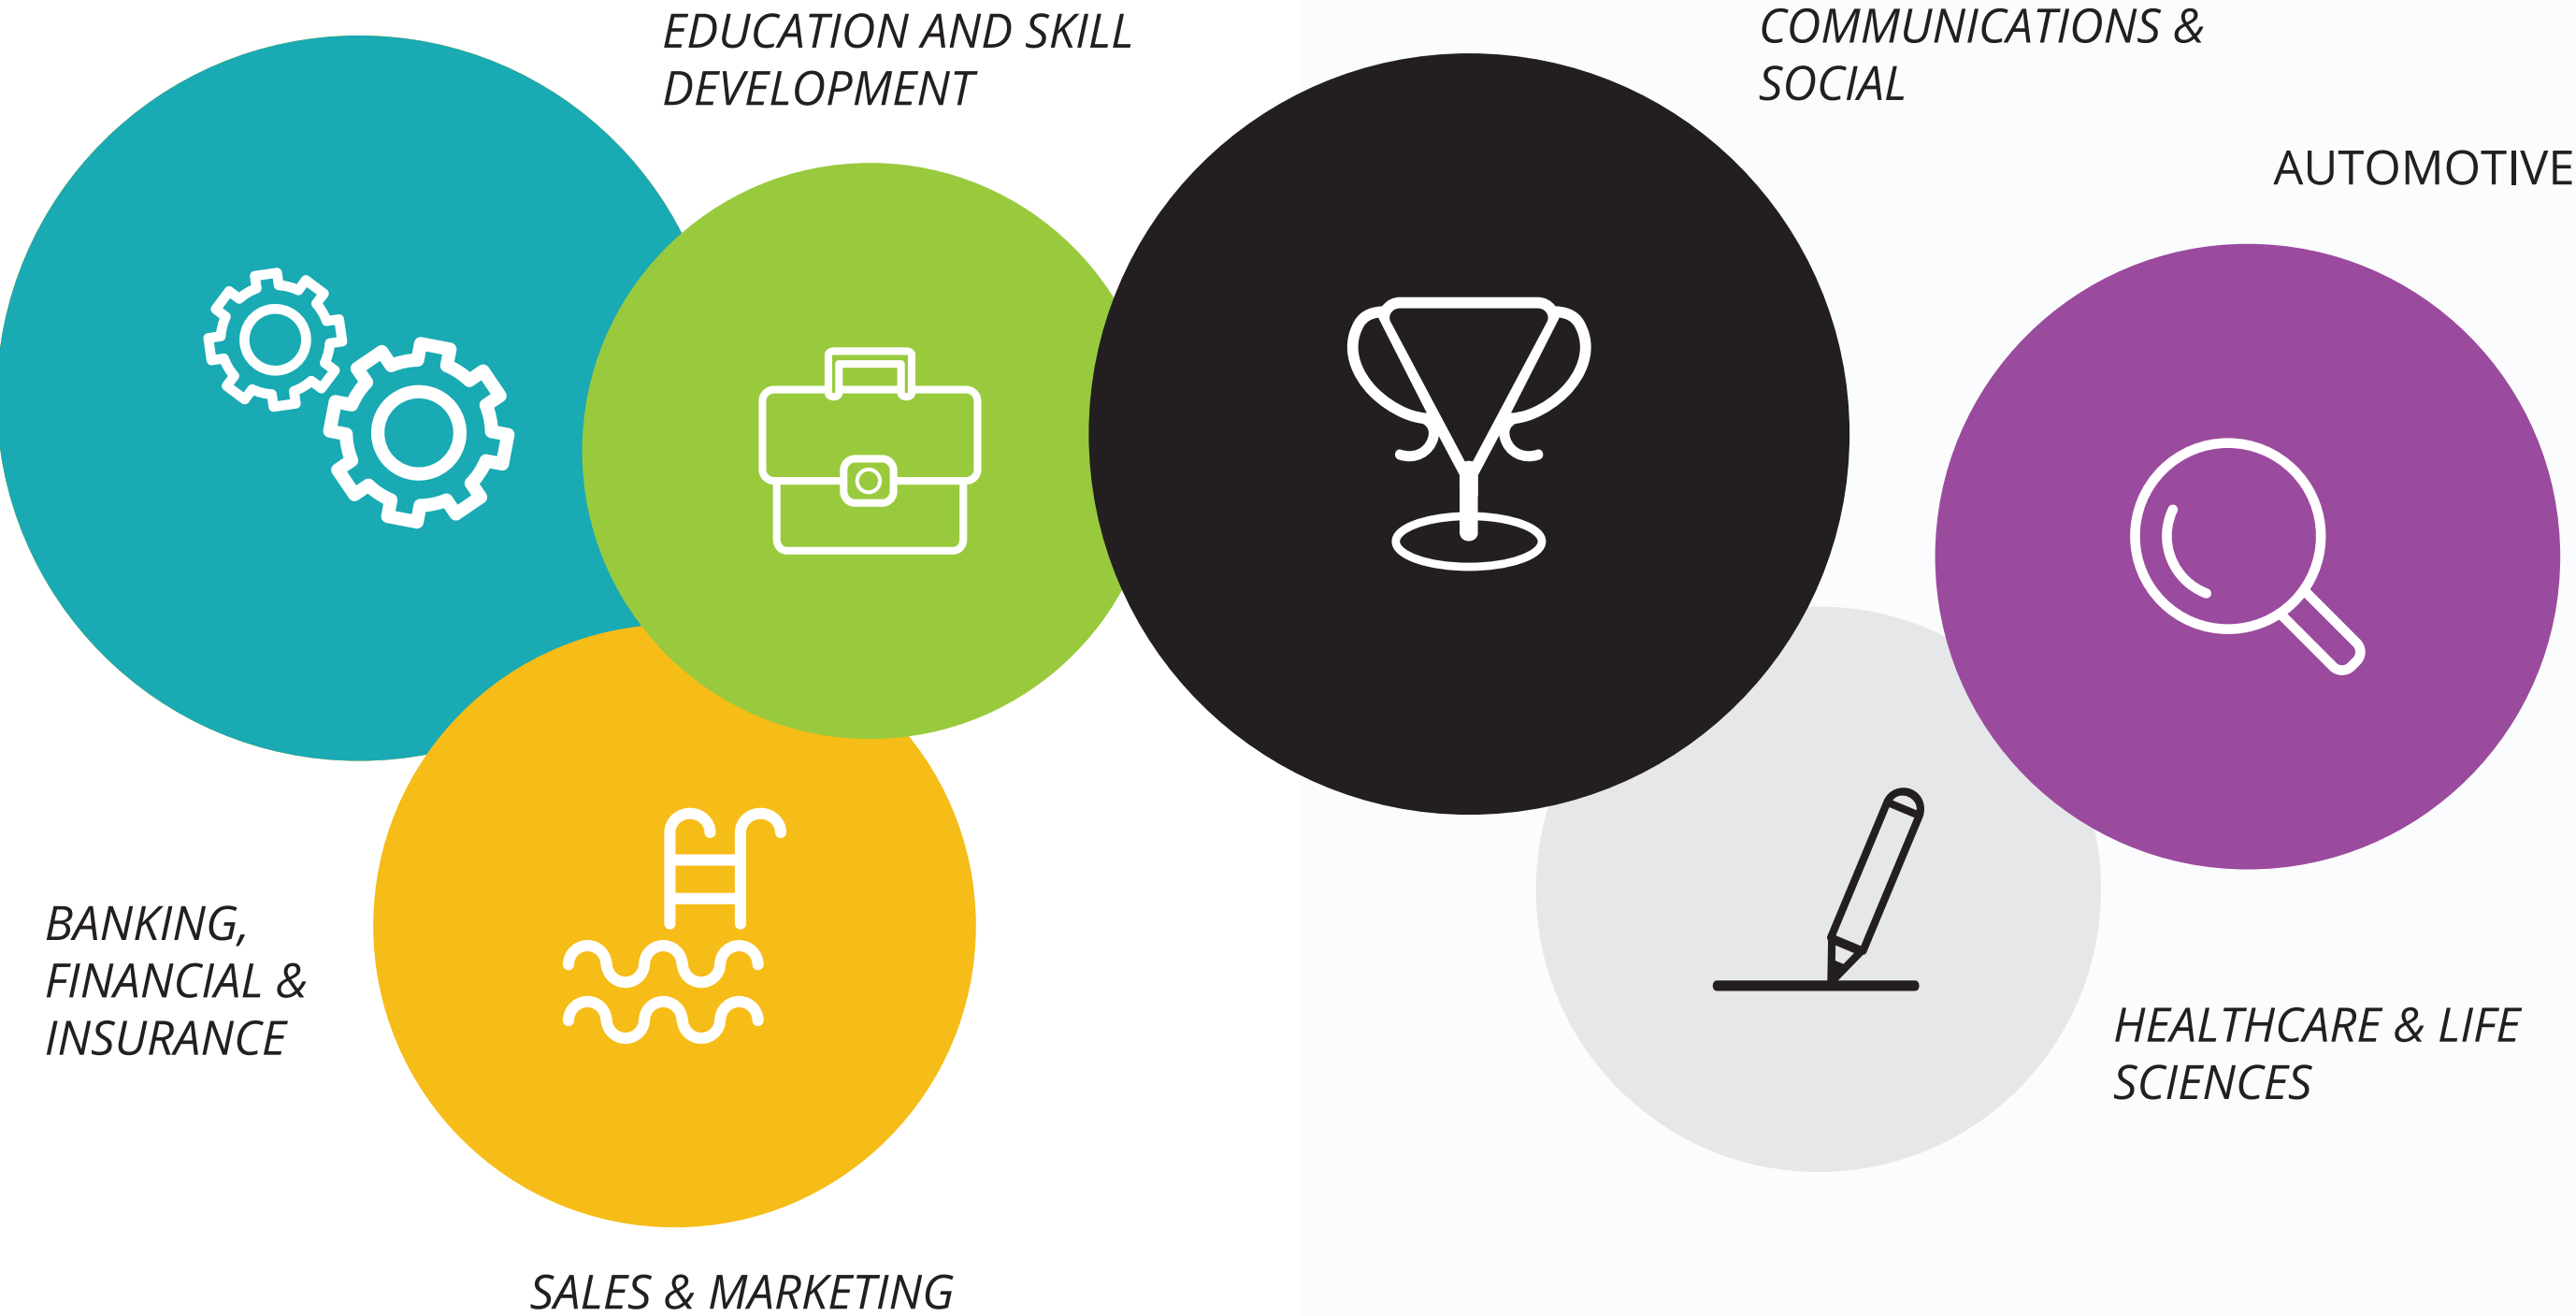 EDUCATION AND SKILL
DEVELOPMENT
COMMUNICATIONS &
SOCIAL
AUTOMOTIVE
BANKING,
FINANCIAL &
INSURANCE
HEALTHCARE & LIFE
SCIENCES
SALES & MARKETING